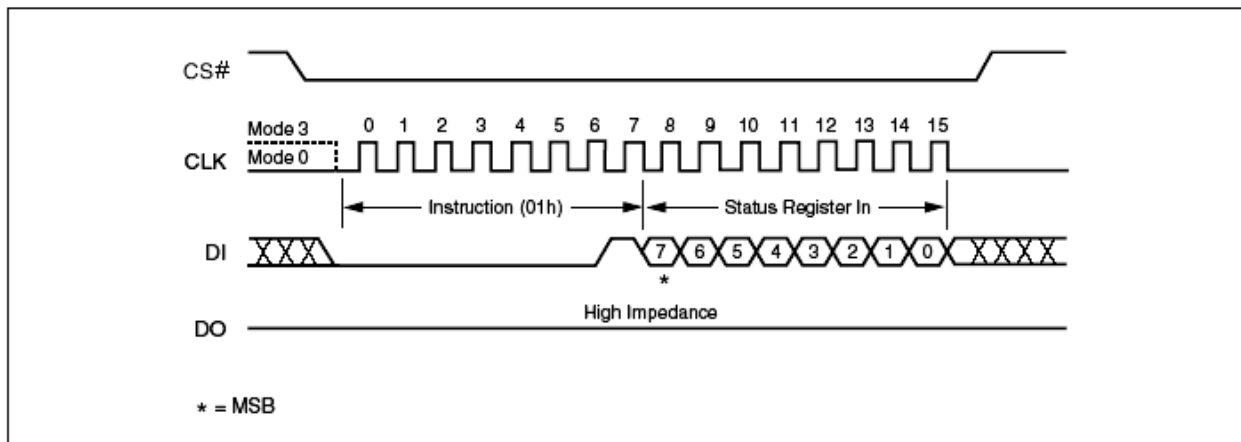 CS#
Mode 3
0 1 2 3 4 5 6 7 8 9 10 11 12 13 14 15
CLK
Mode 0
Instruction (01h)
Status Register In
DI
7 6 5 4 3 2 1 0
*
High Impedance
DO
* = MSB